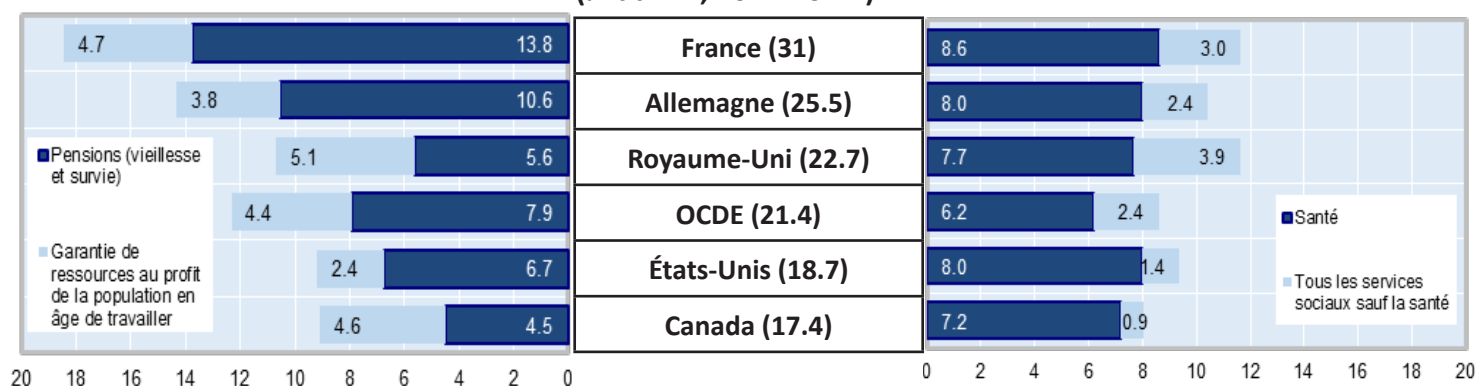 4.7 13.8 France (31) 8.6 3.0
3.8 10.6 Allemagne (25.5) 8.0 2.4
5.1 5.6 Royaume-Uni (22.7) 7.7 3.9
4.4 7.9 OCDE (21.4) 6.2 2.4
2.4 6.7 États-Unis (18.7) 8.0 1.4
4.6 4.5 Canada (17.4) 7.2 0.9
Pensions (vieillesse
et survie)
Garantie de
ressources au profit
de la population en
âge de travailler
Santé
Tous les services
sociaux sauf la santé
20 18 16 14 12 10 8 6 4 2 0
0 2 4 6 8 10 12 14 16 18 20